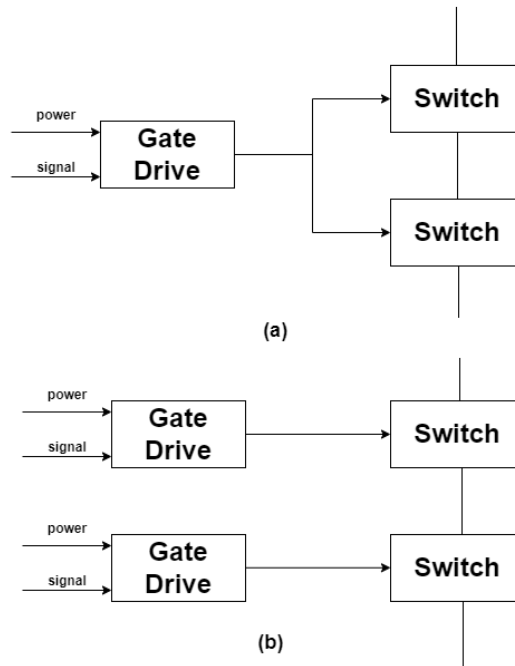 power
signal
Gate
Drive
Switch
Switch
(a)
power
signal
Gate
Drive
Switch
power
signal
Gate
Drive
Switch
(b)